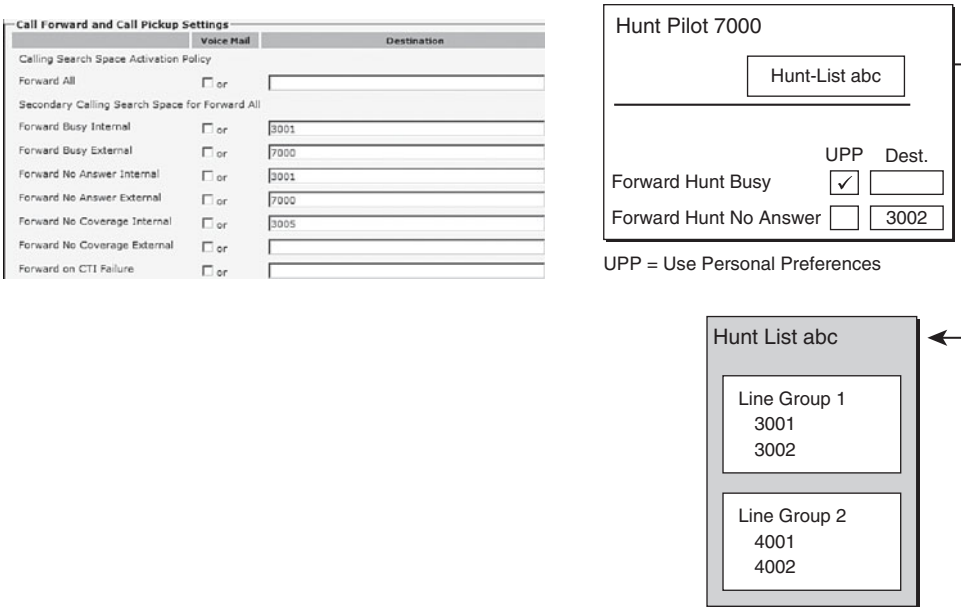 Call Forward and Call Pickup Settings
Voice Mail Destination
Calling Search Space Activation Policy
Forward All or
Secondary Calling Search Space for Forward All
Forward Busy Internal or 3001
Forward Busy External or 7000
Forward No Answer Internal or 3001
Forward No Answer External or 7000
Forward No Coverage Internal or 3005
Forward No Coverage External or
Forward on CTI Failure or
Hunt Pilot 7000
Hunt-List abc
UPP Dest.
Forward Hunt Busy ✓
Forward Hunt No Answer 3002
UPP = Use Personal Preferences
Hunt List abc
Line Group 1
3001
3002
Line Group 2
4001
4002